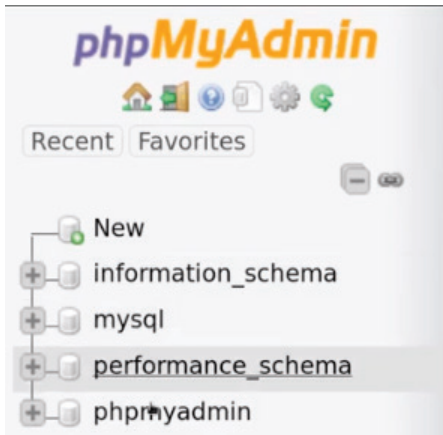 phpMyAdmin
Recent Favorites
New
information_schema
mysql
performance_schema
phpmyadmin